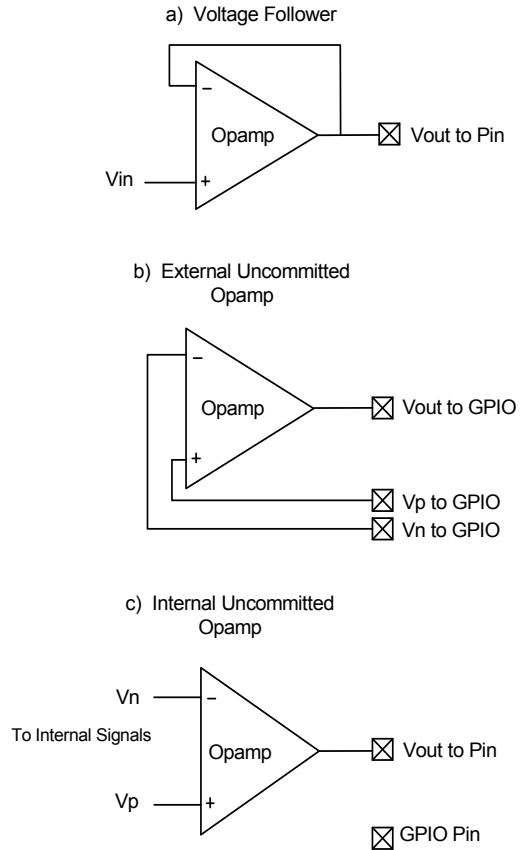 a) Voltage Follower
−
Opamp
Vout to Pin
Vin
+
b) External Uncommitted
Opamp
−
Opamp
Vout to GPIO
+
Vp to GPIO
Vn to GPIO
c) Internal Uncommitted
Opamp
Vn
−
To Internal Signals
Opamp
Vout to Pin
Vp
+
GPIO Pin